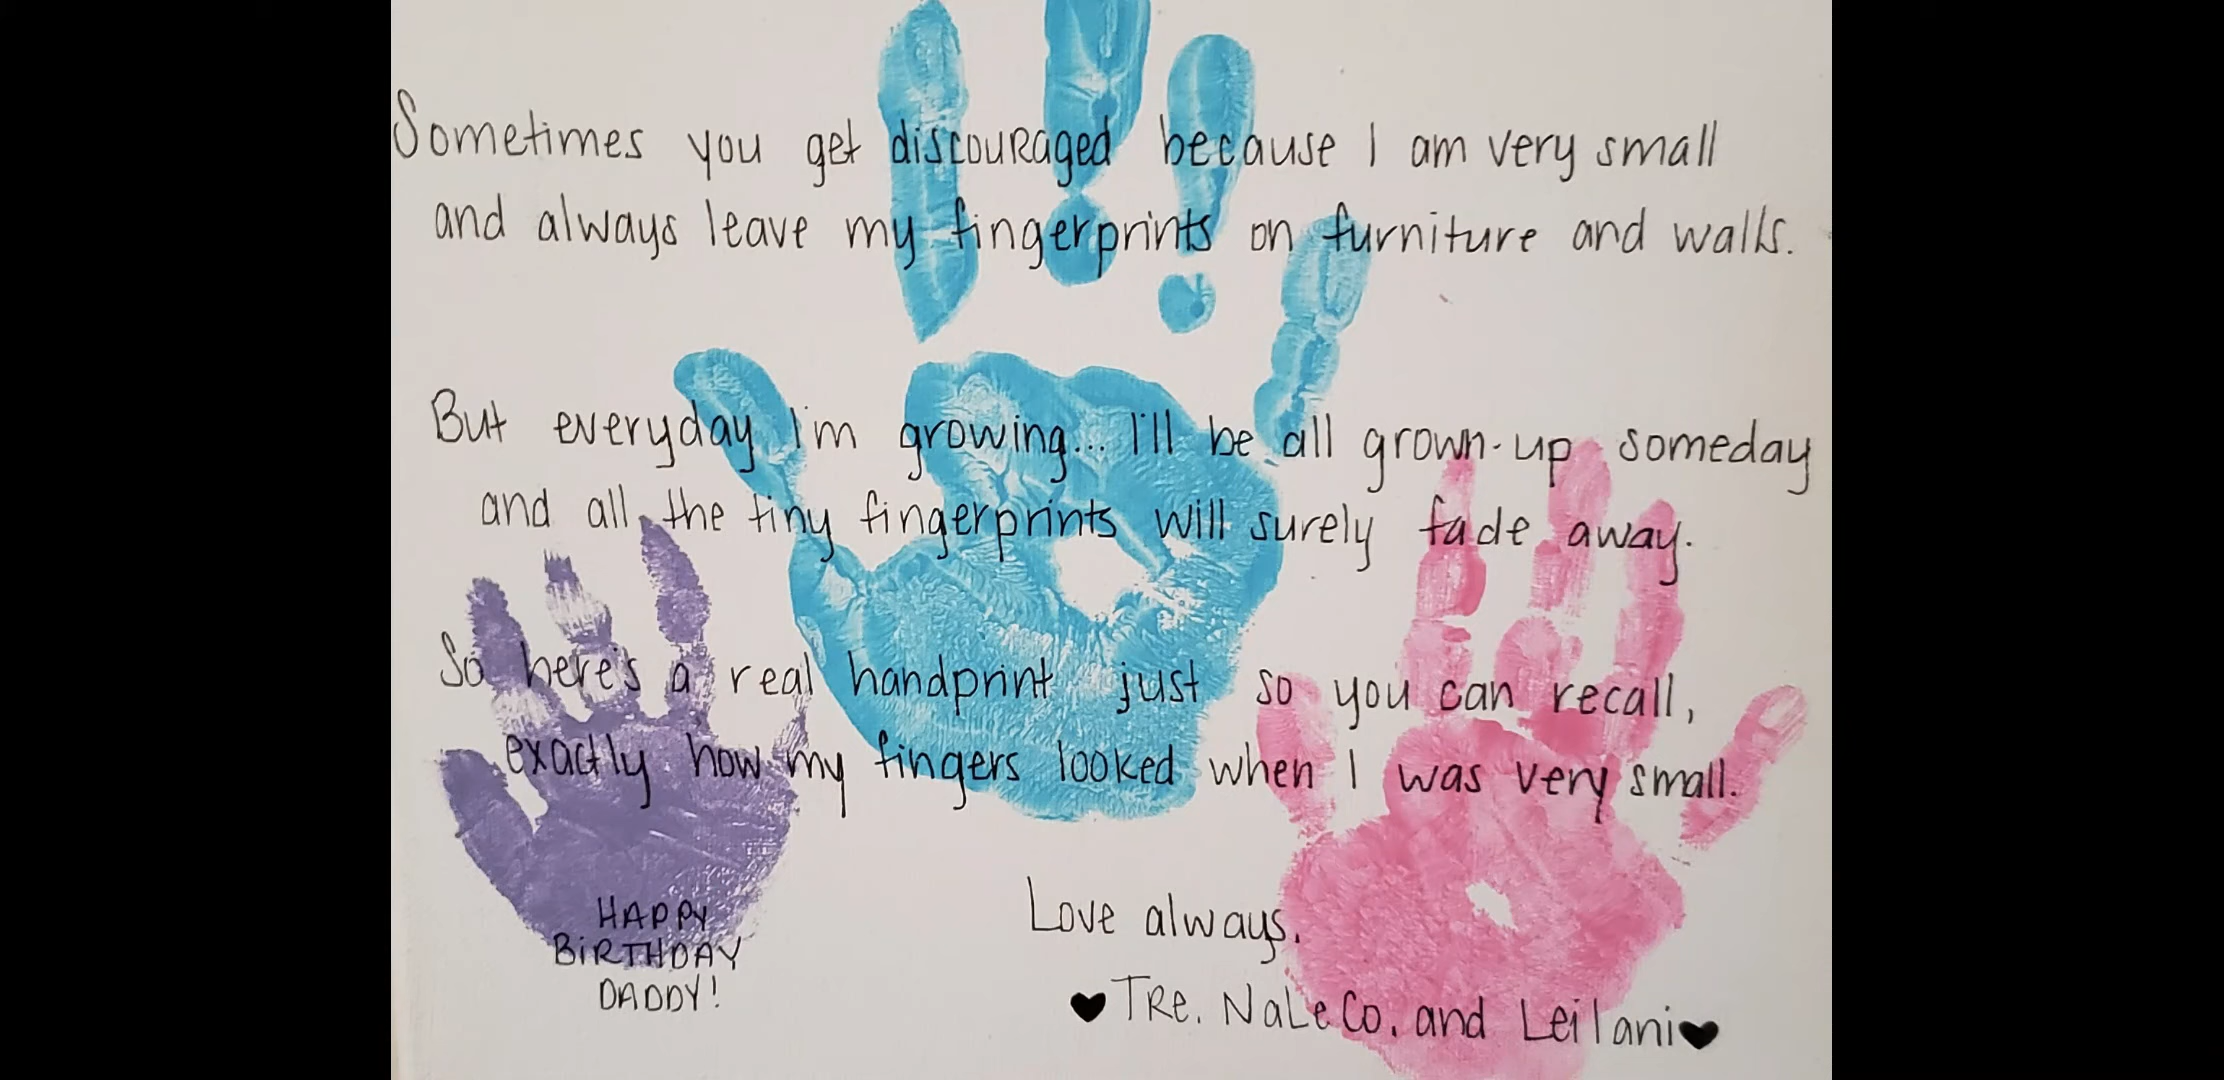 Sometimes you get discouraged because I am very small
and always leave my fingerprints on furniture and walls.
But everyday I'm growing... I'll be all grown-up someday
and all the tiny fingerprints will surely fade away.
So here's a real handprint just so you can recall,
exactly how my fingers looked when I was very small.
HAPPY
BiRTHDAY
DADDY!
Love always,
♥ TRe, NaLeCo, and Leilani ♥